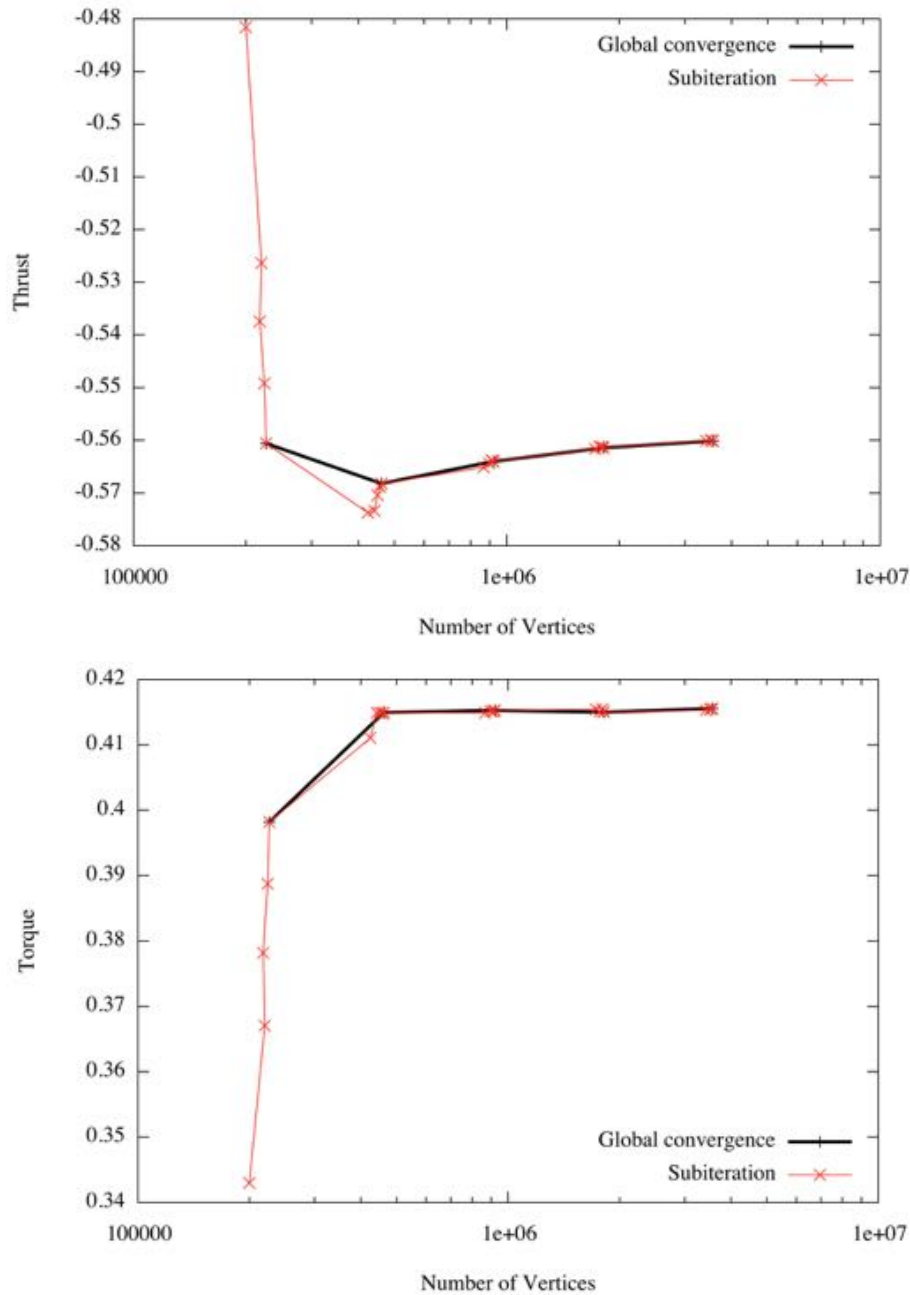 -0.48
-0.49
-0.5
-0.51
-0.52
-0.53
-0.54
-0.55
-0.56
-0.57
-0.58
Thrust
Global convergence
Subiteration
100000 1e+06 1e+07
Number of Vertices
0.42
0.41
0.4
0.39
0.38
0.37
0.36
0.35
0.34
Torque
Global convergence
Subiteration
100000 1e+06 1e+07
Number of Vertices